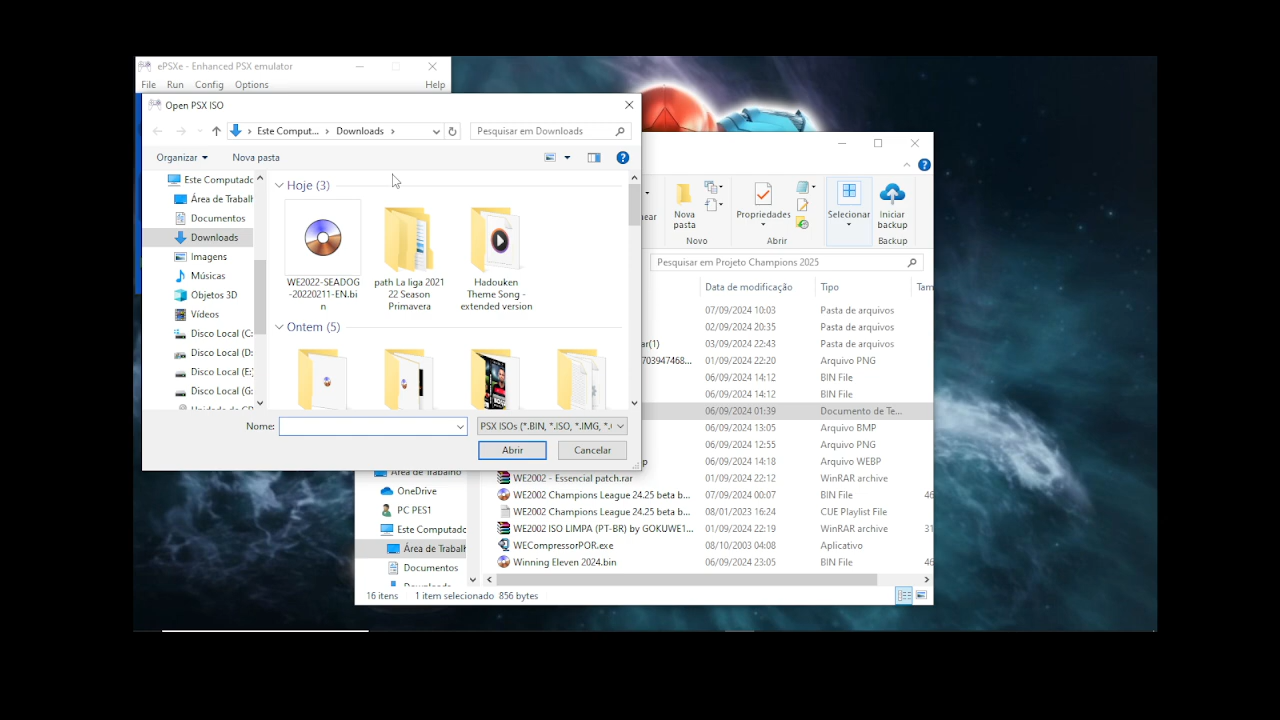 ePSXe - Enhanced PSX emulator
File Run Config Options Help
Open PSX ISO
Este Comput... Downloads
Pesquisar em Downloads
Organizar Nova pasta
Este Computado
Área de Trabalh
Documentos
Downloads
Imagens
Músicas
Objetos 3D
Vídeos
Disco Local (C:
Disco Local (D:
Disco Local (E:)
Disco Local (G:
Hoje (3)
WE2022-SEADOG
-20220211-EN.bi
n
path La liga 2021
22 Season
Primavera
Hadouken
Theme Song -
extended version
Ontem (5)
Nome:
PSX ISOs (*.BIN, *.ISO, *.IMG, *.
Abrir Cancelar
Nova
pasta
Novo
Propriedades
Abrir
Selecionar
Iniciar
backup
Backup
Pesquisar em Projeto Champions 2025
Data de modificação Tipo Tam
07/09/2024 10:03 Pasta de arquivos
02/09/2024 20:35 Pasta de arquivos
ar(1) 03/09/2024 22:43 Pasta de arquivos
703947468... 01/09/2024 22:20 Arquivo PNG
06/09/2024 14:12 BIN File
06/09/2024 14:12 BIN File
06/09/2024 01:39 Documento de Te...
06/09/2024 13:05 Arquivo BMP
06/09/2024 12:55 Arquivo PNG
p 06/09/2024 14:18 Arquivo WEBP
WE2002 - Essencial patch.rar 01/09/2024 22:12 WinRAR archive
WE2002 Champions League 24.25 beta b... 07/09/2024 00:07 BIN File 46
WE2002 Champions League 24.25 beta b... 08/01/2023 16:24 CUE Playlist File
WE2002 ISO LIMPA (PT-BR) by GOKUWE1... 01/09/2024 22:19 WinRAR archive 31
WECompressorPOR.exe 08/10/2003 04:08 Aplicativo
Winning Eleven 2024.bin 06/09/2024 23:05 BIN File 46
Área de Trabalho
OneDrive
PC PES1
Este Computado
Área de Trabalh
Documentos
16 itens 1 item selecionado 856 bytes